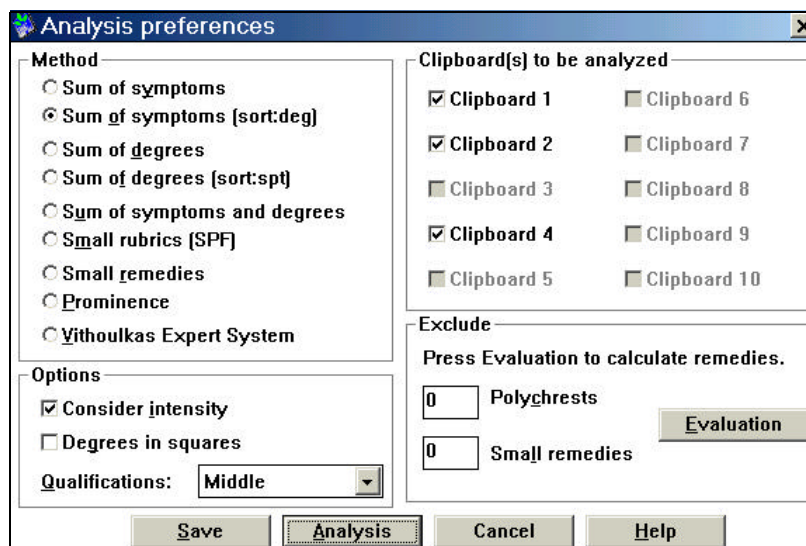 Analysis preferences
Method
Sum of symptoms
Sum of symptoms (sort:deg)
Sum of degrees
Sum of degrees (sort:spt)
Sum of symptoms and degrees
Small rubrics (SPF)
Small remedies
Prominence
Vithoulkas Expert System
Options
Consider intensity
Degrees in squares
Qualifications: Middle
Clipboard(s) to be analyzed
Clipboard 1 Clipboard 6
Clipboard 2 Clipboard 7
Clipboard 3 Clipboard 8
Clipboard 4 Clipboard 9
Clipboard 5 Clipboard 10
Exclude
Press Evaluation to calculate remedies.
0 Polychrests
Evaluation
0 Small remedies
Save Analysis Cancel Help